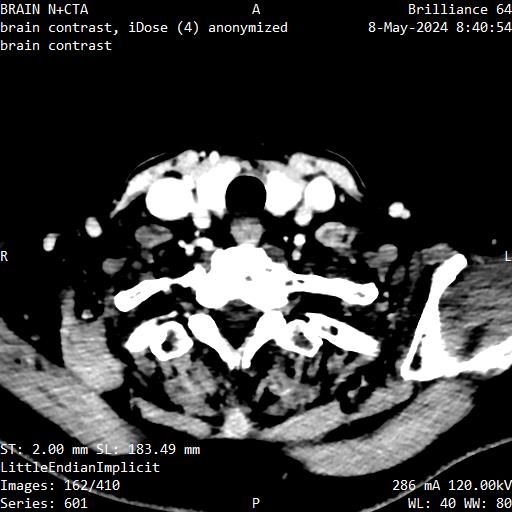 BRAIN N+CTA
A
Brilliance 64
brain contrast, iDose (4) anonymized
8-May-2024 8:40:54
brain contrast
R
L
ST: 2.00 mm SL: 183.49 mm
LittleEndianImplicit
Images: 162/410
286 mA 120.00kV
Series: 601
P
WL: 40 WW: 80